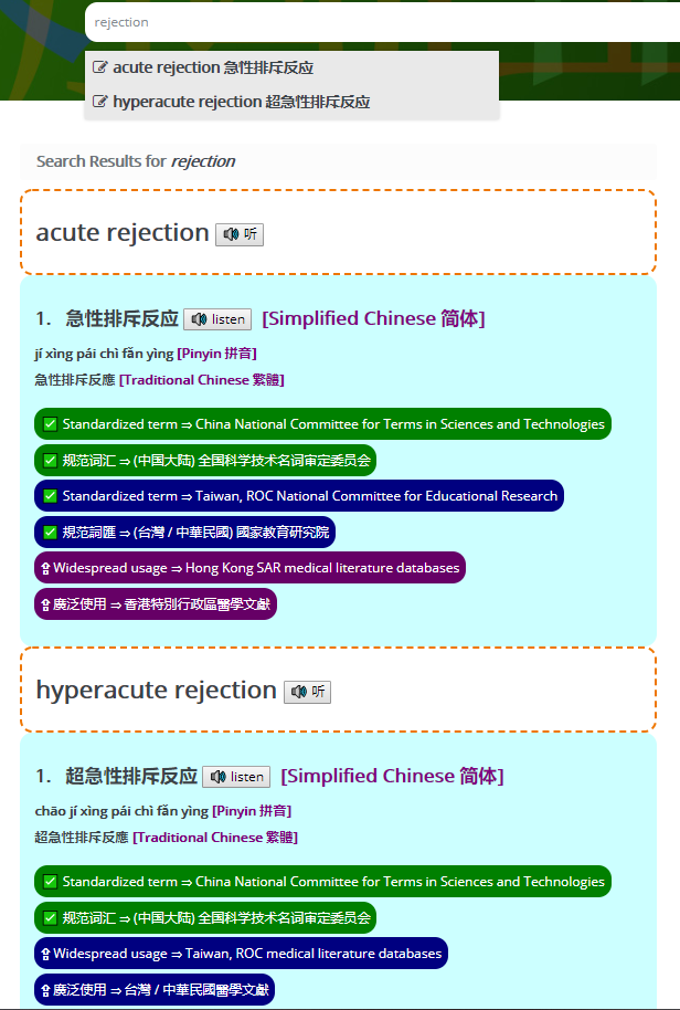 rejection
acute rejection 急性排斥反应
hyperacute rejection 超急性排斥反应
Search Results for rejection
acute rejection 听
1. 急性排斥反应 listen [Simplified Chinese 简体]
jí xìng pái chì fǎn yìng [Pinyin 拼音]
急性排斥反應 [Traditional Chinese 繁體]
✅ Standardized term ⇒ China National Committee for Terms in Sciences and Technologies
✅ 规范词汇 ⇒ (中国大陆) 全国科学技术名词审定委员会
✅ Standardized term ⇒ Taiwan, ROC National Committee for Educational Research
✅ 規范詞匯 ⇒ (台灣 / 中華民國) 國家教育研究院
⇪ Widespread usage ⇒ Hong Kong SAR medical literature databases
⇪ 廣泛使用 ⇒ 香港特別行政區醫學文獻
hyperacute rejection 听
1. 超急性排斥反应 listen [Simplified Chinese 简体]
chāo jí xìng pái chì fǎn yìng [Pinyin 拼音]
超急性排斥反應 [Traditional Chinese 繁體]
✅ Standardized term ⇒ China National Committee for Terms in Sciences and Technologies
✅ 规范词汇 ⇒ (中国大陆) 全国科学技术名词审定委员会
⇪ Widespread usage ⇒ Taiwan, ROC medical literature databases
⇪ 廣泛使用 ⇒ 台灣 / 中華民國醫學文獻